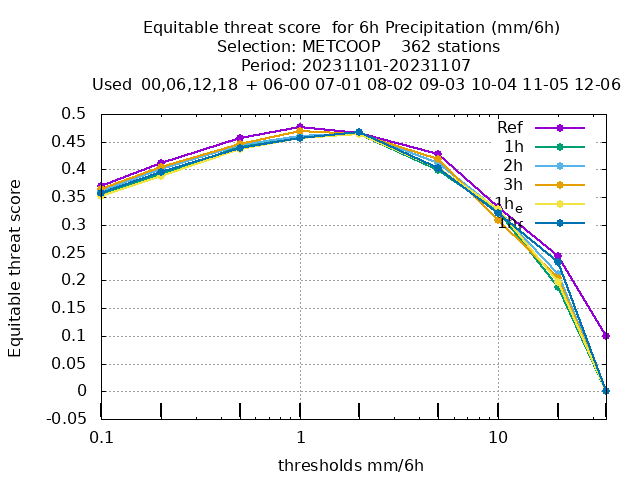 Equitable threat score  for 6h Precipitation (mm/6h)
Selection: METCOOP    362 stations
Period: 20231101-20231107
Used  00,06,12,18  + 06-00 07-01 08-02 09-03  10-04 11-05 12-06
Equitable threat score
0.5
0.45
0.4
0.35
0.3
0.25
0.2
0.15
0.1
0.05
0
-0.05
Ref
1h
2h
3h
1h_e
0.1
1
10
thresholds mm/6h